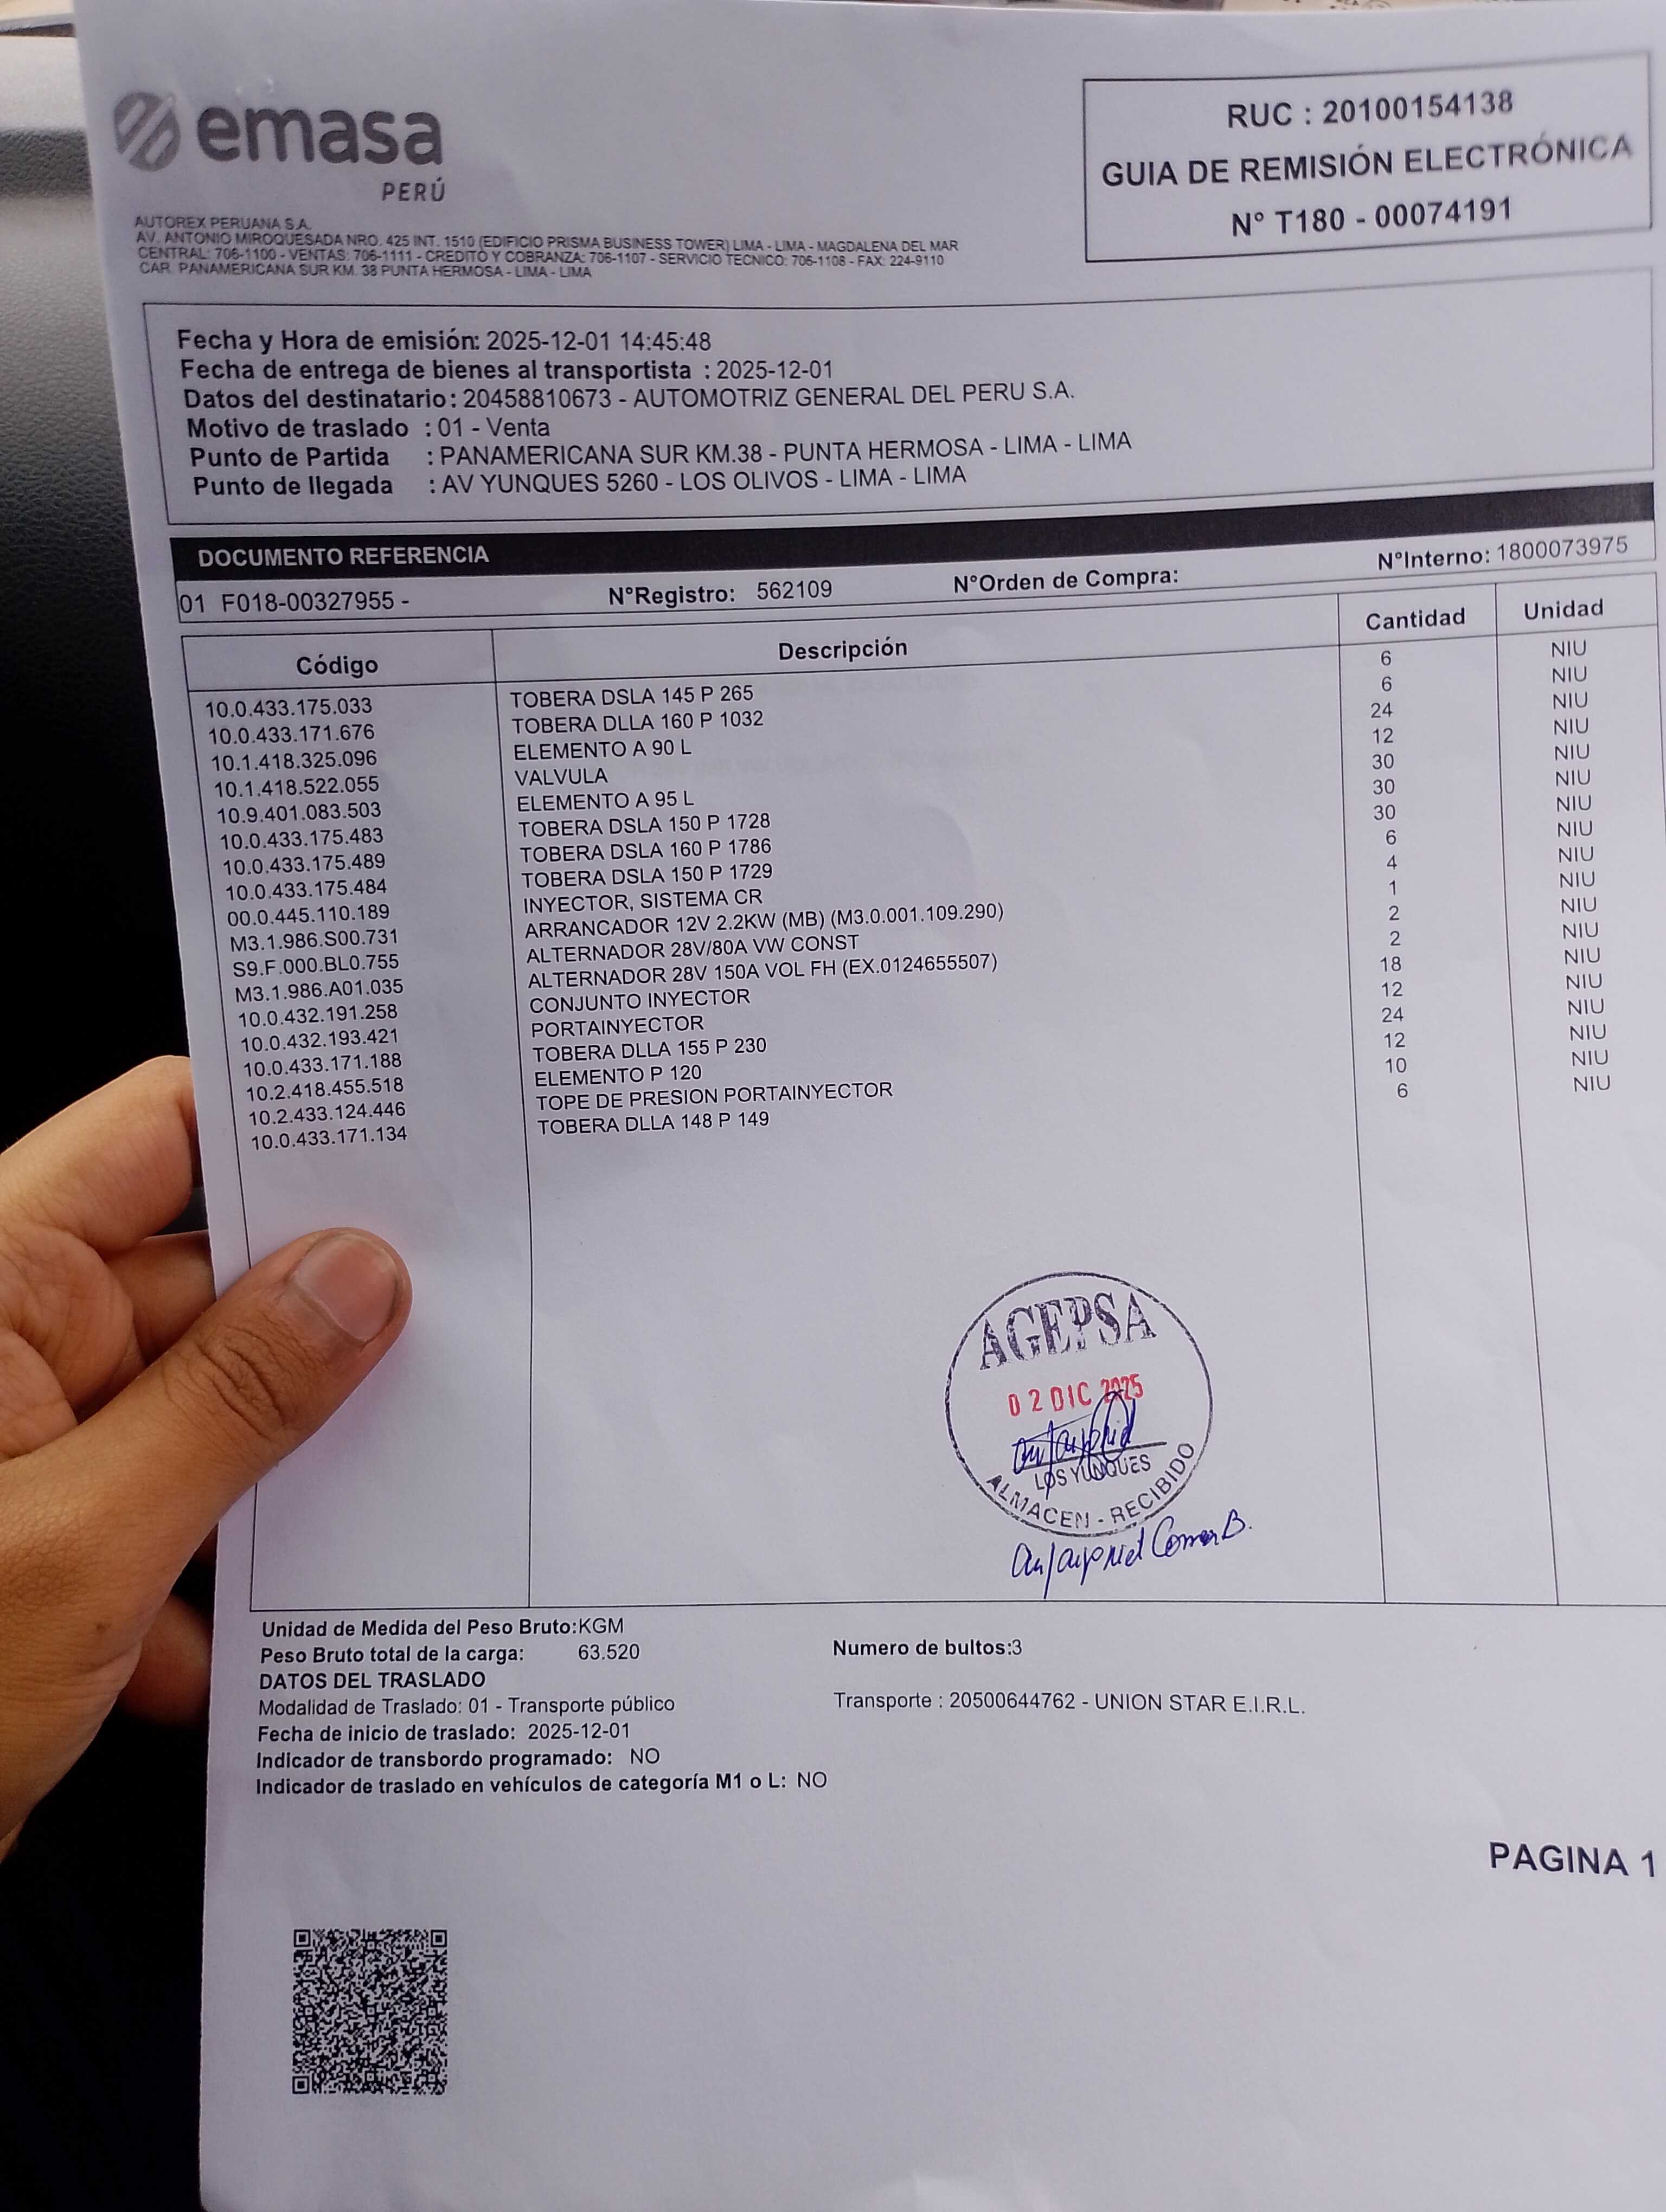 emasa
PERÚ
RUC : 20100154138
GUIA DE REMISIÓN ELECTRÓNICA
N° T180 - 00074191
AUTOREX PERUANA S.A.
AV. ANTONIO MIROQUESADA NRO. 425 INT. 1510 (EDIFICIO PRISMA BUSINESS TOWER) LIMA - LIMA - MAGDALENA DEL MAR
CENTRAL: 706-1100 - VENTAS: 706-1111 - CREDITO Y COBRANZA: 706-1107 - SERVICIO TECNICO: 706-1108 - FAX: 224-9110
CAR. PANAMERICANA SUR KM. 38 PUNTA HERMOSA - LIMA - LIMA
Fecha y Hora de emisión: 2025-12-01 14:45:48
Fecha de entrega de bienes al transportista : 2025-12-01
Datos del destinatario: 20458810673 - AUTOMOTRIZ GENERAL DEL PERU S.A.
Motivo de traslado : 01 - Venta
Punto de Partida : PANAMERICANA SUR KM.38 - PUNTA HERMOSA - LIMA - LIMA
Punto de llegada : AV YUNQUES 5260 - LOS OLIVOS - LIMA - LIMA
DOCUMENTO REFERENCIA
01 F018-00327955 - N°Registro: 562109 N°Orden de Compra: N°Interno: 1800073975
Código Descripción Cantidad Unidad
10.0.433.175.033 TOBERA DSLA 145 P 265 6 NIU
10.0.433.171.676 TOBERA DLLA 160 P 1032 6 NIU
10.1.418.325.096 ELEMENTO A 90 L 24 NIU
10.1.418.522.055 VALVULA 12 NIU
10.9.401.083.503 ELEMENTO A 95 L 30 NIU
10.0.433.175.483 TOBERA DSLA 150 P 1728 30 NIU
10.0.433.175.489 TOBERA DSLA 160 P 1786 30 NIU
10.0.433.175.484 TOBERA DSLA 150 P 1729 6 NIU
00.0.445.110.189 INYECTOR, SISTEMA CR 4 NIU
M3.1.986.S00.731 ARRANCADOR 12V 2.2KW (MB) (M3.0.001.109.290) 1 NIU
S9.F.000.BL0.755 ALTERNADOR 28V/80A VW CONST 2 NIU
M3.1.986.A01.035 ALTERNADOR 28V 150A VOL FH (EX.0124655507) 2 NIU
10.0.432.191.258 CONJUNTO INYECTOR 18 NIU
10.0.432.193.421 PORTAINYECTOR 12 NIU
10.0.433.171.188 TOBERA DLLA 155 P 230 24 NIU
10.2.418.455.518 ELEMENTO P 120 12 NIU
10.2.433.124.446 TOPE DE PRESION PORTAINYECTOR 10 NIU
10.0.433.171.134 TOBERA DLLA 148 P 149 6 NIU
AGEPSA
02 DIC 2025
LOS YUNQUES
ALMACEN - RECIBIDO
Unidad de Medida del Peso Bruto:KGM
Peso Bruto total de la carga: 63.520 Numero de bultos:3
DATOS DEL TRASLADO
Modalidad de Traslado: 01 - Transporte público Transporte : 20500644762 - UNION STAR E.I.R.L.
Fecha de inicio de traslado: 2025-12-01
Indicador de transbordo programado: NO
Indicador de traslado en vehículos de categoría M1 o L: NO
PAGINA 1